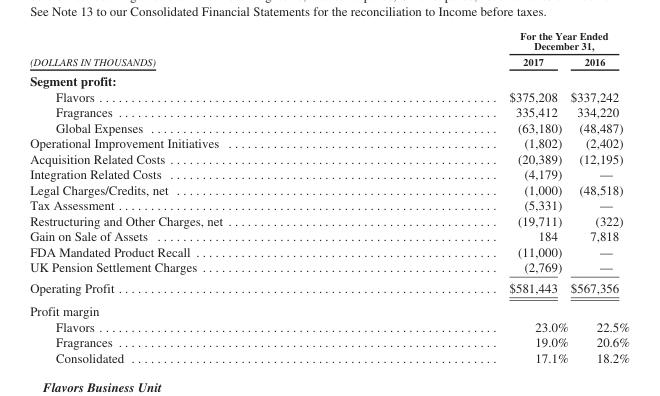 See Note 13 to our Consolidated Financial Statements for the reconciliation to Income before taxes.
For the Year Ended
December 31,
(DOLLARS IN THOUSANDS) 2017 2016
Segment profit:
Flavors $375,208 $337,242
Fragrances 335,412 334,220
Global Expenses (63,180) (48,487)
Operational Improvement Initiatives (1,802) (2,402)
Acquisition Related Costs (20,389) (12,195)
Integration Related Costs (4,179) —
Legal Charges/Credits, net (1,000) (48,518)
Tax Assessment (5,331) —
Restructuring and Other Charges, net (19,711) (322)
Gain on Sale of Assets 184 7,818
FDA Mandated Product Recall (11,000) —
UK Pension Settlement Charges (2,769) —
Operating Profit $581,443 $567,356
Profit margin
Flavors 23.0% 22.5%
Fragrances 19.0% 20.6%
Consolidated 17.1% 18.2%
Flavors Business Unit